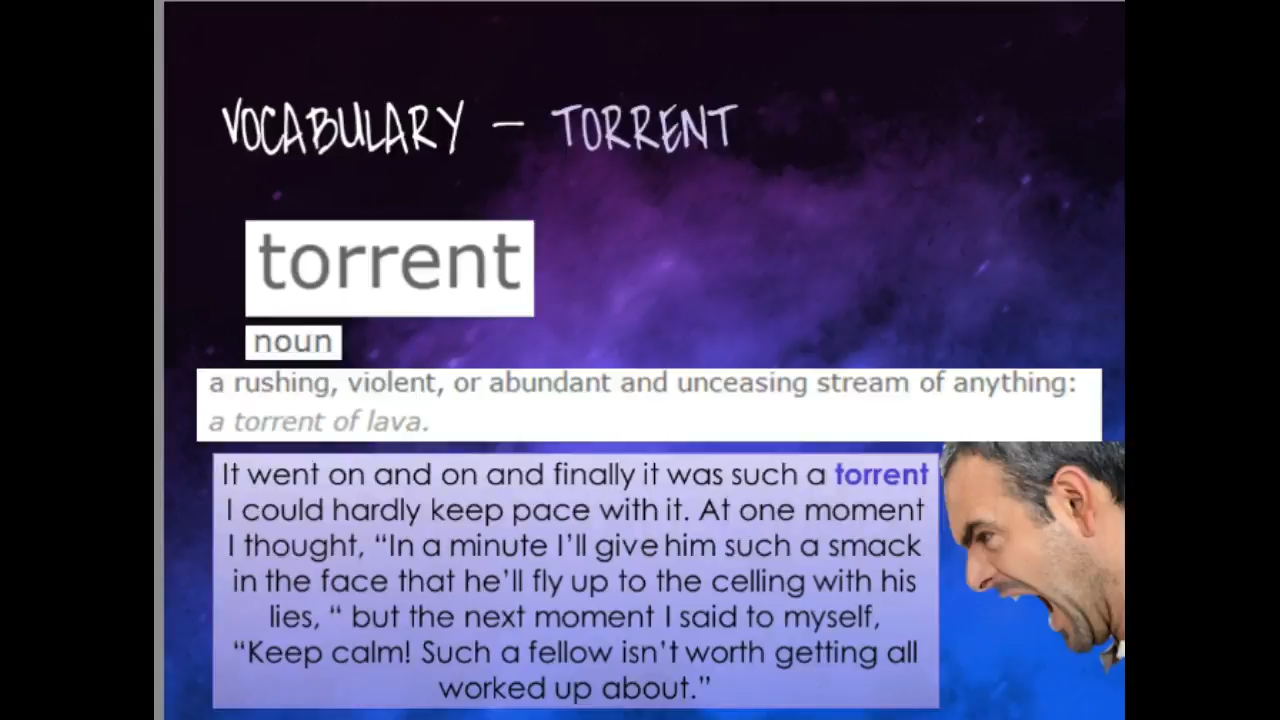 VOCABULARY – TORRENT
torrent
noun
a rushing, violent, or abundant and unceasing stream of anything:
a torrent of lava.
It went on and on and finally it was such a torrent
I could hardly keep pace with it. At one moment
I thought, “In a minute I’ll give him such a smack
in the face that he’ll fly up to the celling with his
lies, “ but the next moment I said to myself,
“Keep calm! Such a fellow isn’t worth getting all
worked up about.”